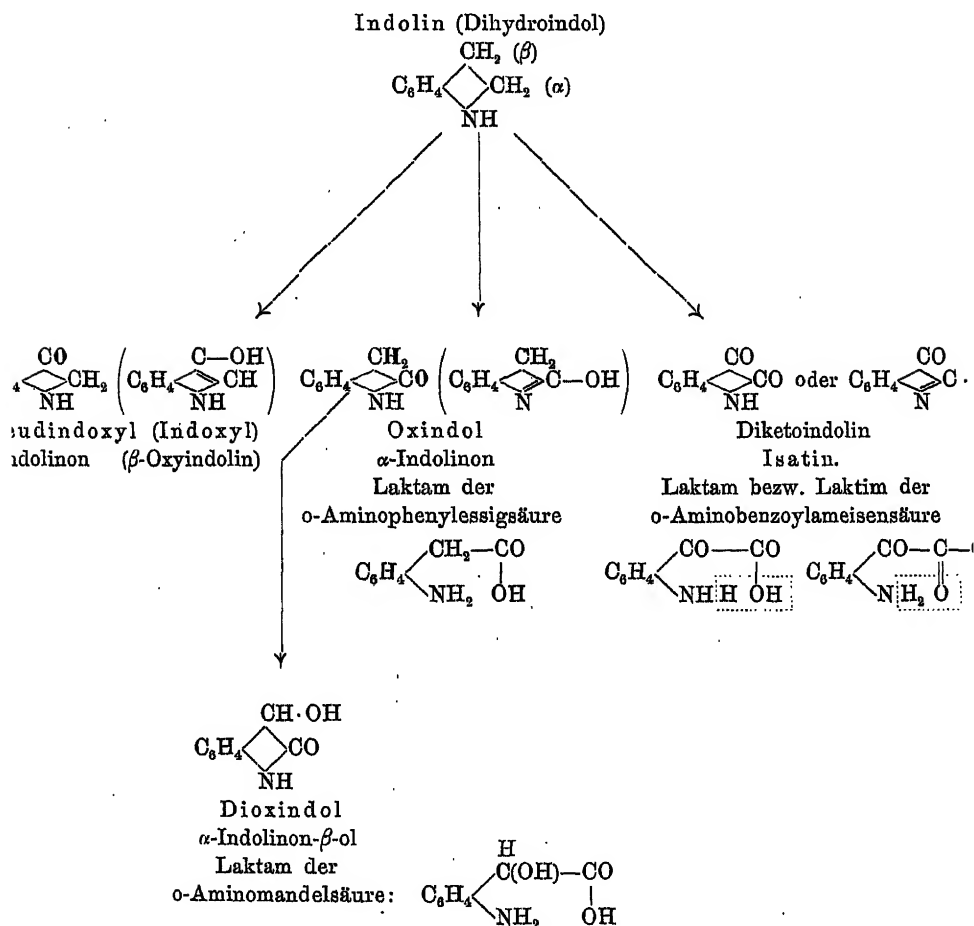 Indolin (Dihydroindol)
CH₂ (β)
C₆H₄ CH₂ (α)
NH
CO C—OH CH₂ CH₂ CO CO
₄ CH₂ ( C₆H₄ CH ) C₆H₄ CO ( C₆H₄ C—OH ) C₆H₄ CO oder C₆H₄ C·
NH NH NH N NH N
udindoxyl (Indoxyl) Oxindol Diketoindolin
ndolinon (β-Oxyindolin) α-Indolinon Isatin.
Laktam der Laktam bezw. Laktim der
o-Aminophenylessigsäure o-Aminobenzoylameisensäure
CH₂—CO CO—CO CO—C—
C₆H₄ C₆H₄ C₆H₄
NH₂ OH NH H OH N H₂ O
CH·OH
C₆H₄ CO
NH
Dioxindol
α-Indolinon-β-ol
Laktam der H
C(OH)—CO
o-Aminomandelsäure: C₆H₄
NH₂ OH